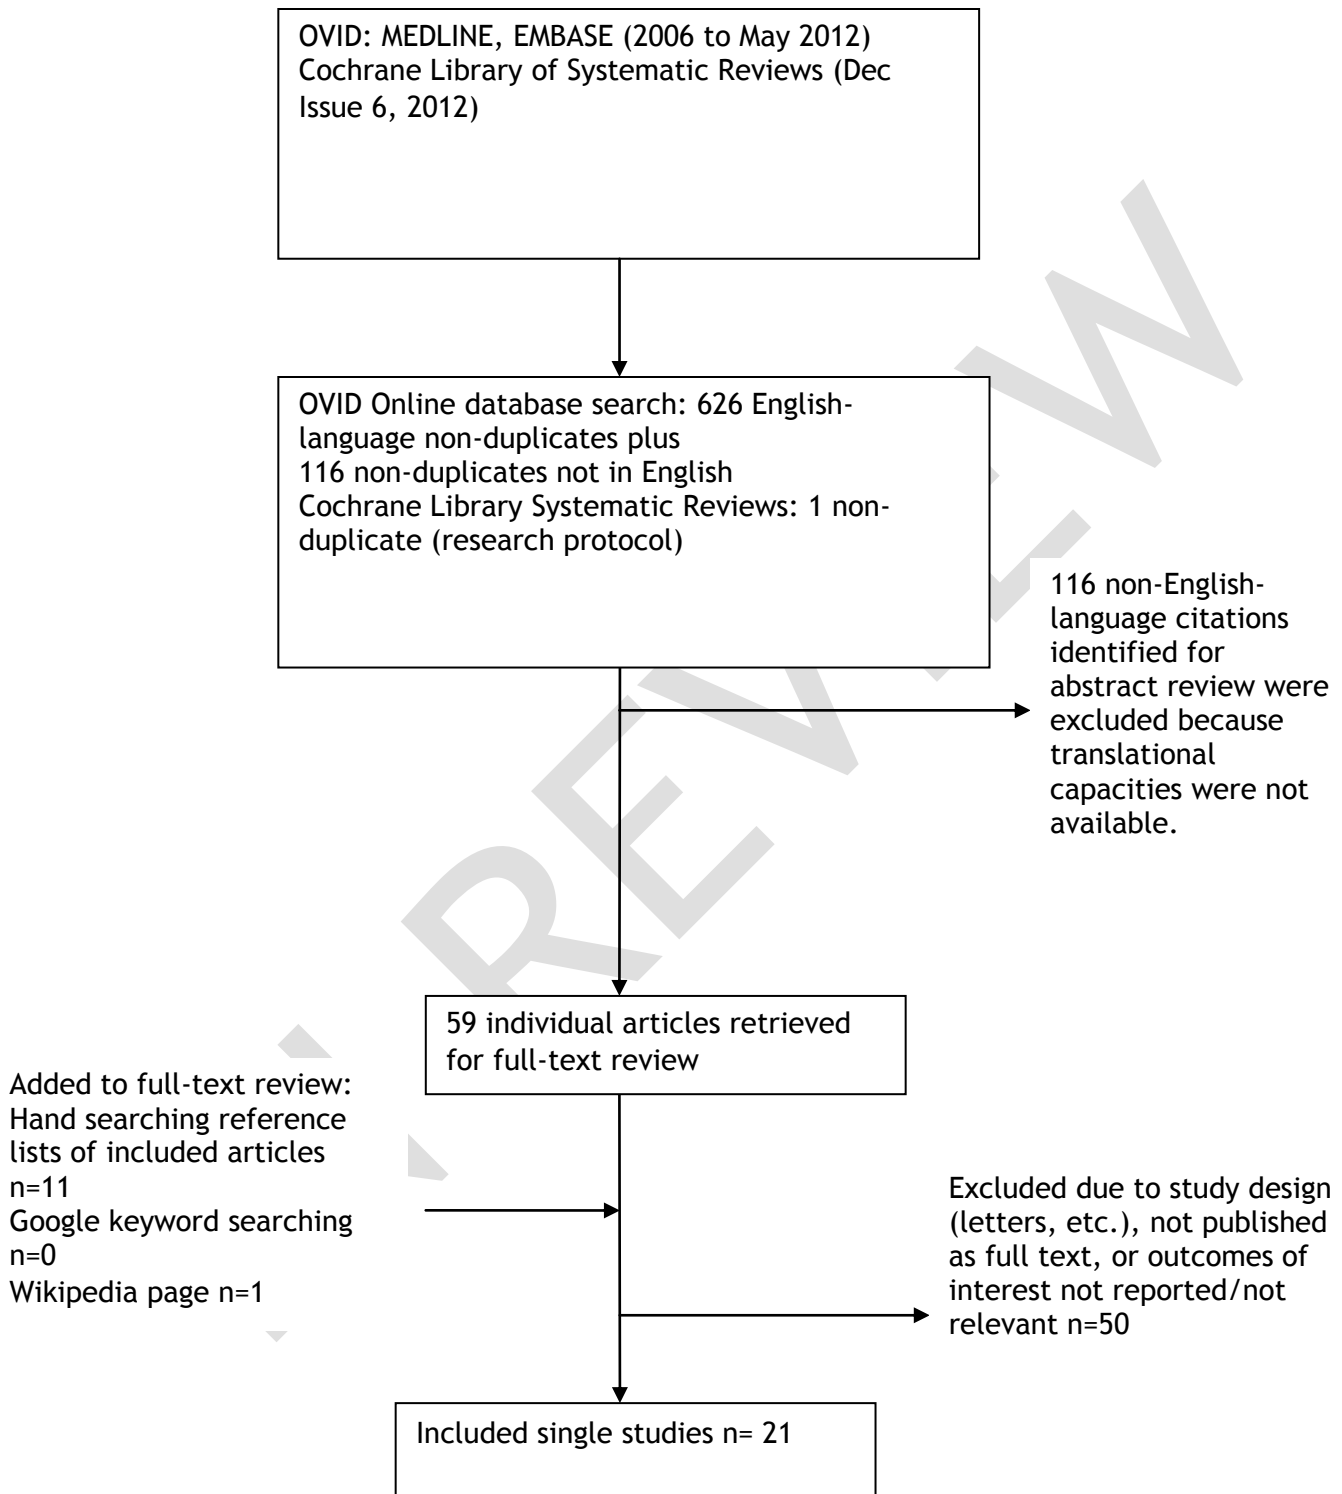 OVID: MEDLINE, EMBASE (2006 to May 2012)
Cochrane Library of Systematic Reviews (Dec
Issue 6, 2012)
OVID Online database search: 626 English-
language non-duplicates plus
116 non-duplicates not in English
Cochrane Library Systematic Reviews: 1 non-
duplicate (research protocol)
116 non-English-
language citations
identified for
abstract review were
excluded because
translational
capacities were not
available.
59 individual articles retrieved
for full-text review
Added to full-text review:
Hand searching reference
lists of included articles
n=11
Google keyword searching
n=0
Wikipedia page n=1
Excluded due to study design
(letters, etc.), not published
as full text, or outcomes of
interest not reported/not
relevant n=50
Included single studies n= 21
REVIEW